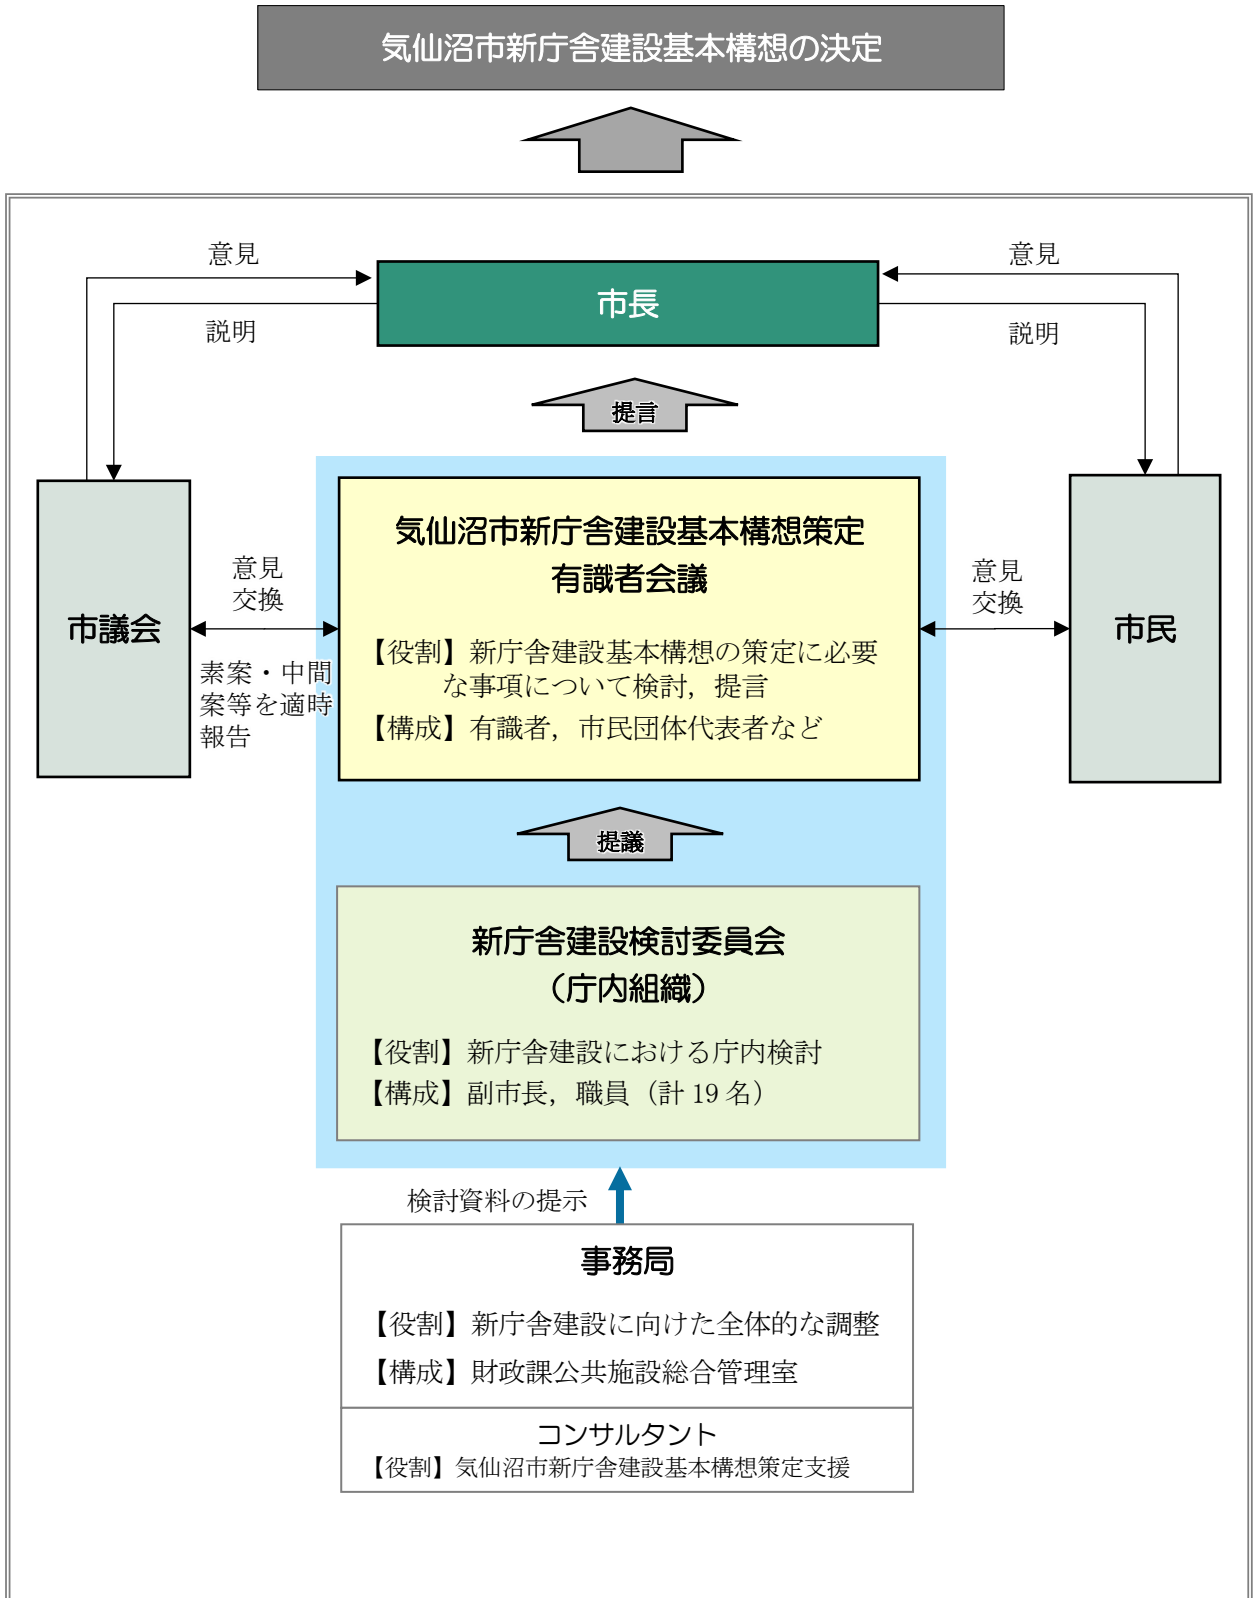 気仙沼市新庁舎建設基本構想の決定
意見
意見
市長
説明
説明
提言
気仙沼市新庁舎建設基本構想策定
有識者会議
意見
交換
意見
交換
市議会
市民
【役割】新庁舎建設基本構想の策定に必要
な事項について検討，提言
【構成】有識者，市民団体代表者など
素案・中間
案等を適時
報告
提議
新庁舎建設検討委員会
（庁内組織）
【役割】新庁舎建設における庁内検討
【構成】副市長，職員（計 19 名）
検討資料の提示
事務局
【役割】新庁舎建設に向けた全体的な調整
【構成】財政課公共施設総合管理室
コンサルタント
【役割】気仙沼市新庁舎建設基本構想策定支援